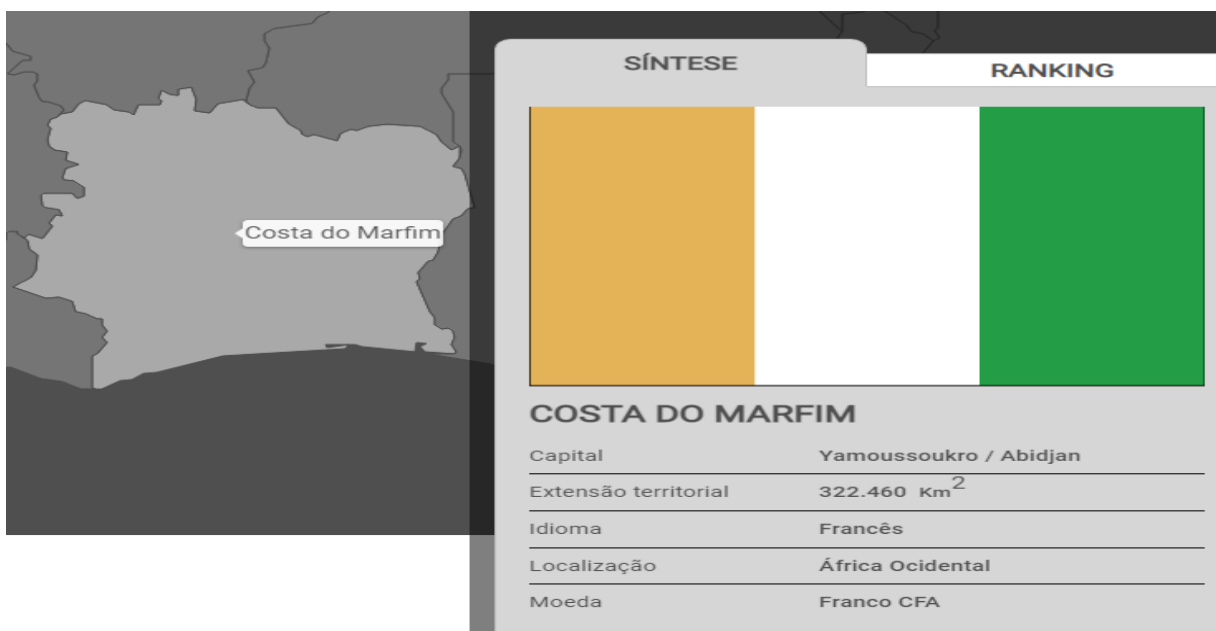 SÍNTESE
RANKING
Costa do Marfim
COSTA DO MARFIM
Capital Yamoussoukro / Abidjan
Extensão territorial 322.460 Km2
Idioma Francês
Localização África Ocidental
Moeda Franco CFA